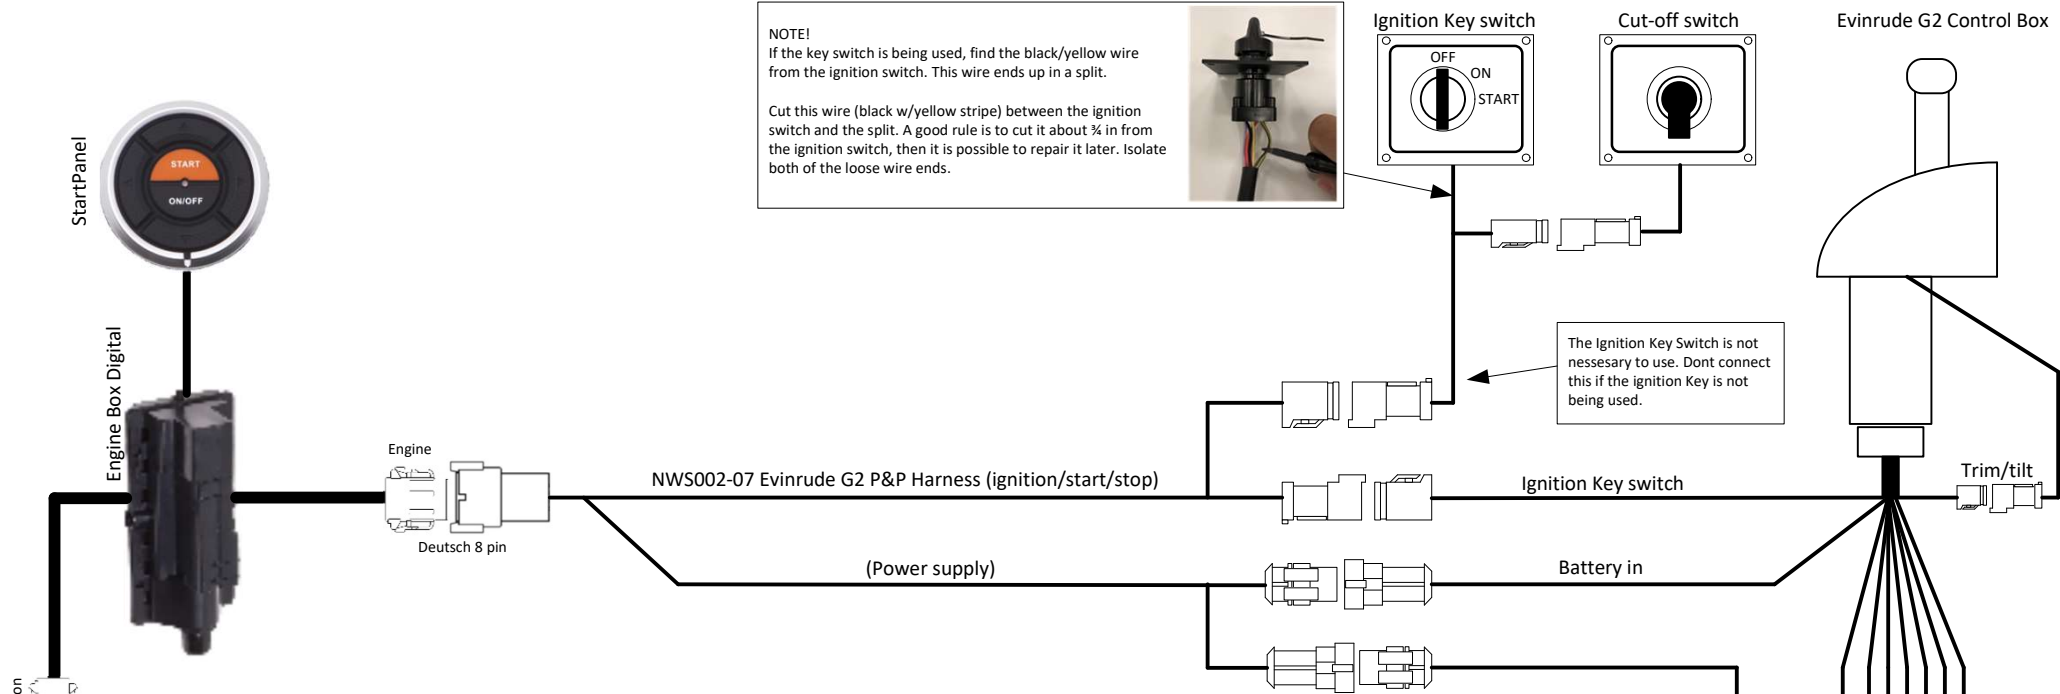 Ignition Key switch
Cut-off switch
Evinrude G2 Control Box
NOTE!
If the key switch is being used, find the black/yellow wire
from the ignition switch. This wire ends up in a split.
Cut this wire (black w/yellow stripe) between the ignition
switch and the split. A good rule is to cut it about ¾ in from
the ignition switch, then it is possible to repair it later. Isolate
both of the loose wire ends.
OFF
ON
START
StartPanel
START
ON/OFF
The Ignition Key Switch is not
nessesary to use. Dont connect
this if the ignition Key is not
being used.
Engine Box Digital
Engine
Deutsch 8 pin
NWS002-07 Evinrude G2 P&P Harness (ignition/start/stop)
Ignition Key switch
Trim/tilt
(Power supply)
Battery in
on